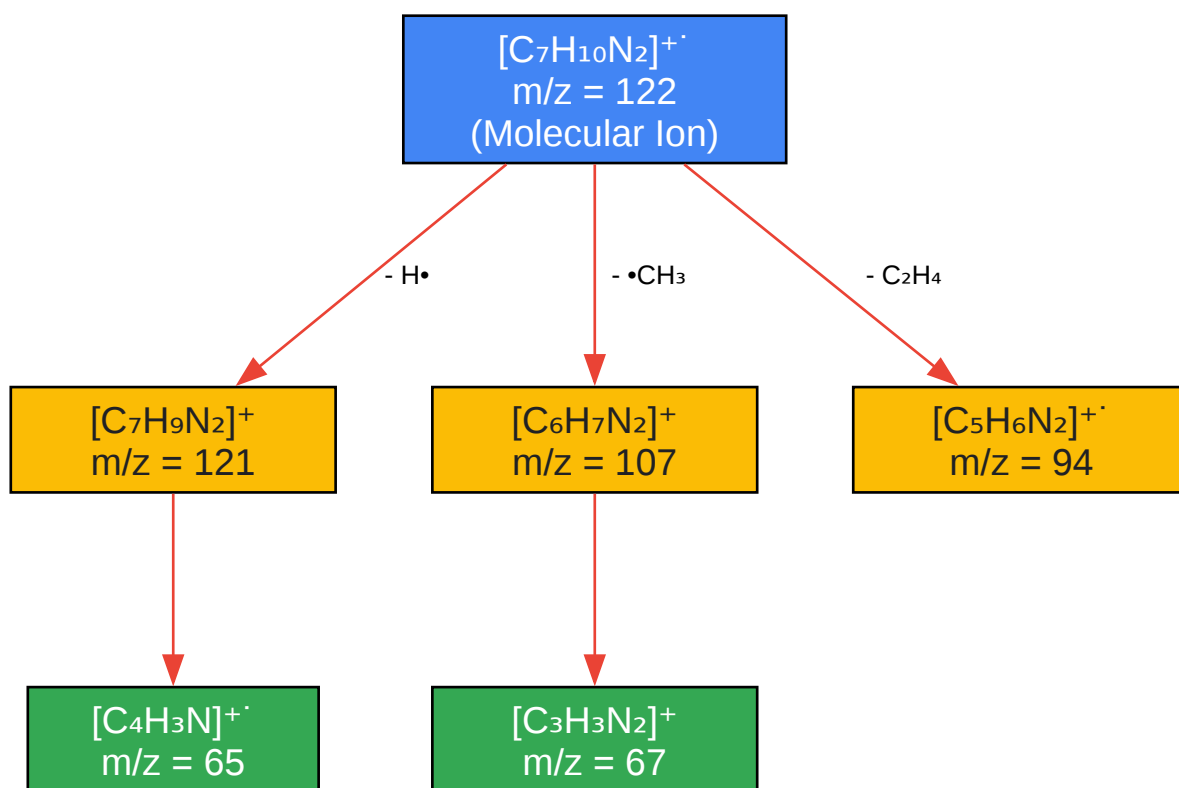 [C₇H₁₀N₂]⁺˙
m/z = 122
(Molecular Ion)
- H•
- •CH₃
- C₂H₄
[C₇H₉N₂]⁺
m/z = 121
[C₆H₇N₂]⁺
m/z = 107
[C₅H₆N₂]⁺˙
m/z = 94
[C₄H₃N]⁺˙
m/z = 65
[C₃H₃N₂]⁺
m/z = 67